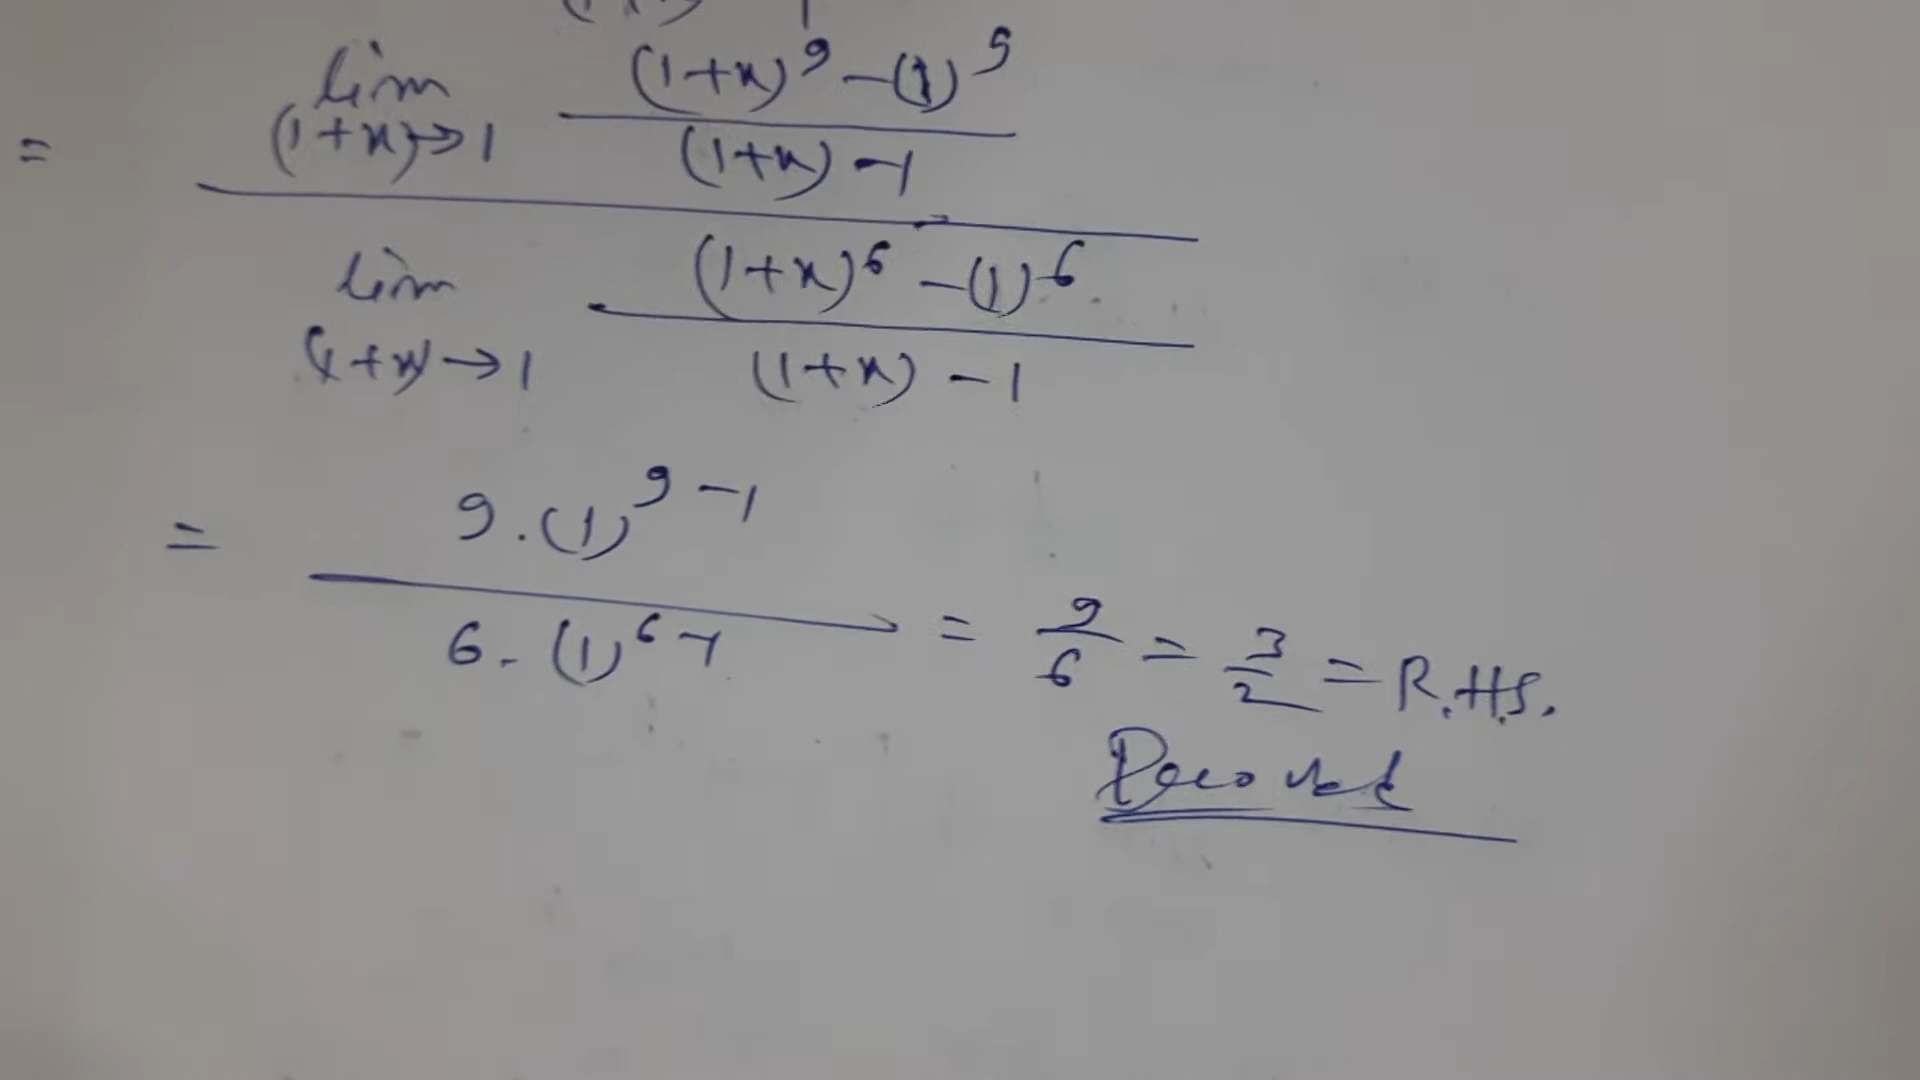 = lim (1+x)→1 (1+x)^9 - (1)^9 / (1+x) - 1
lim (1+x)→1 (1+x)^6 - (1)^6 / (1+x) - 1
= 9.(1)^9-1 / 6.(1)^6-1 = 9/6 = 3/2 = R.H.S.
Proved